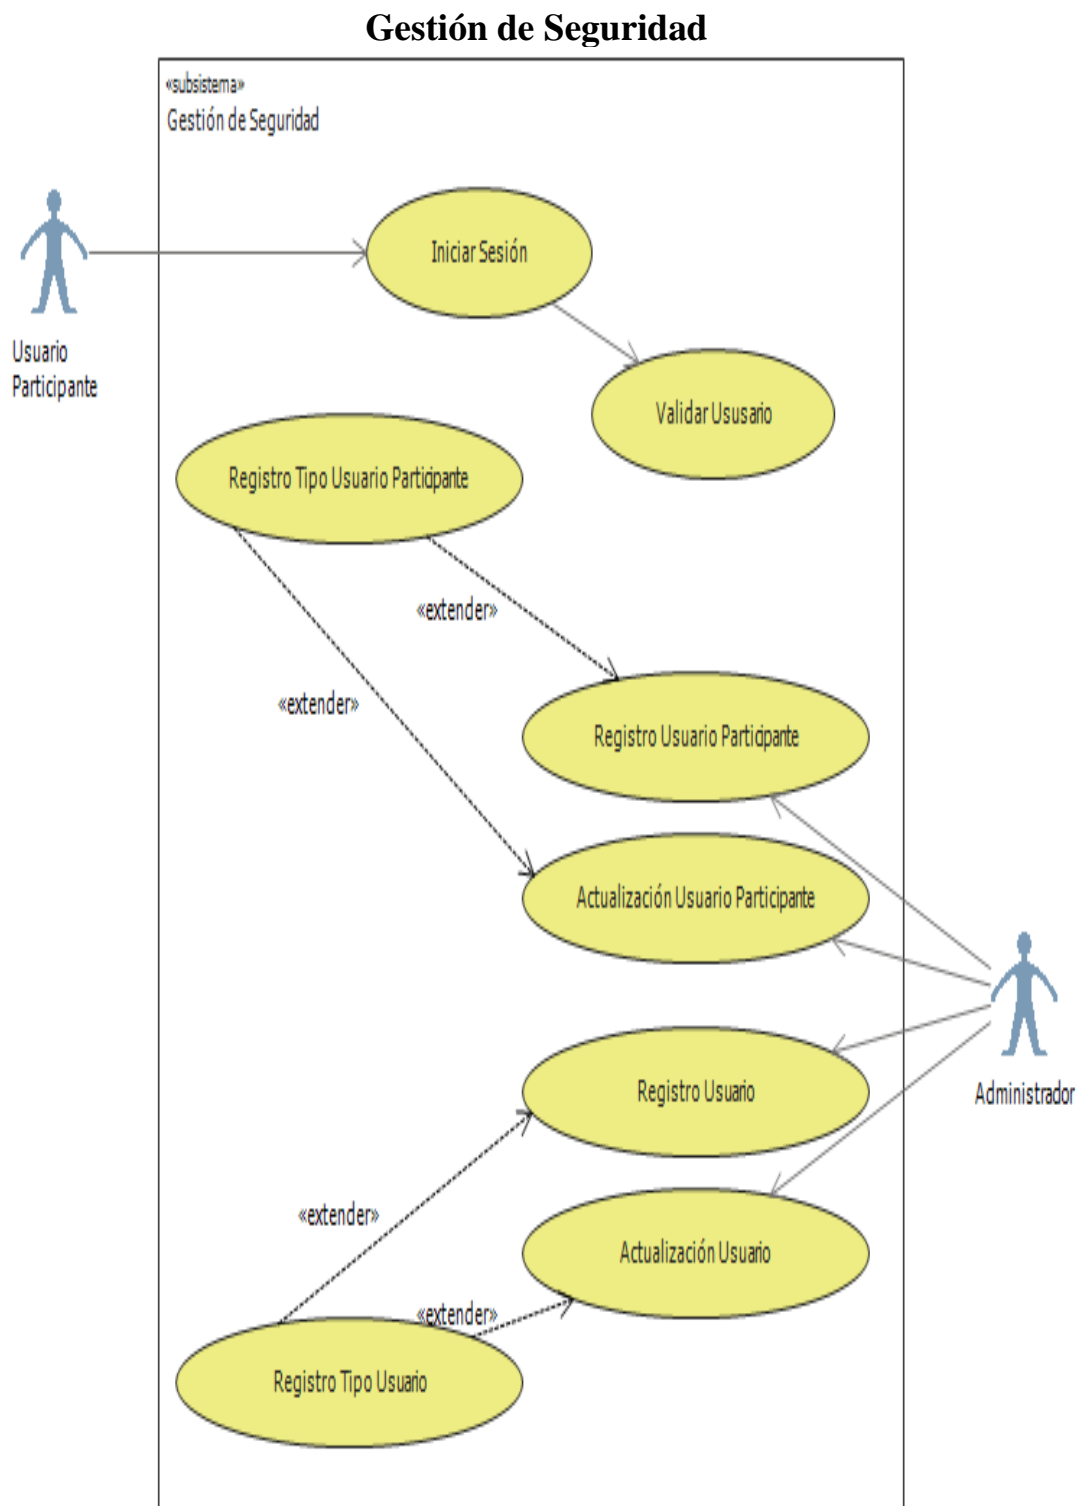 Gestión de Seguridad
«subsistema»
Gestión de Seguridad
Iniciar Sesión
Usuario
Participante
Validar Ususario
Registro Tipo Usuario Participante
«extender»
«extender»
Registro Usuario Participante
Actualización Usuario Participante
Registro Usuario
Administrador
«extender»
Actualización Usuario
«extender»
Registro Tipo Usuario